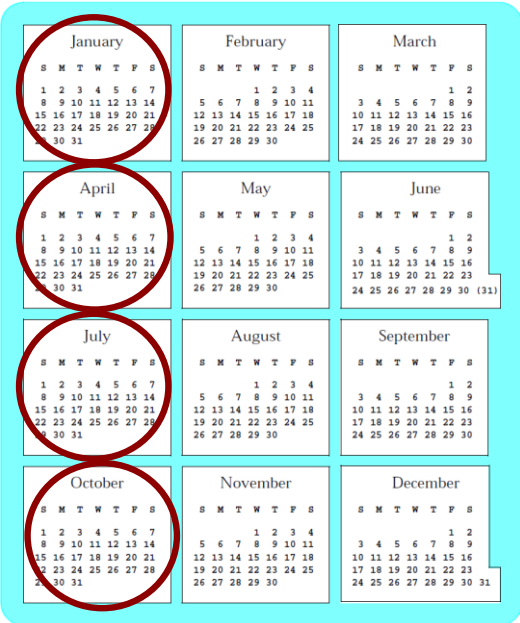 January
S M T W T F S
1 2 3 4 5 6 7
8 9 10 11 12 13 14
15 16 17 18 19 20 21
22 23 24 25 26 27 28
29 30 31
February
S M T W T F S
1 2 3 4
5 6 7 8 9 10 11
12 13 14 15 16 17 18
19 20 21 22 23 24 25
26 27 28 29 30
March
S M T W T F S
1 2
3 4 5 6 7 8 9
10 11 12 13 14 15 16
17 18 19 20 21 22 23
24 25 26 27 28 29 30
April
S M T W T F S
1 2 3 4 5 6 7
8 9 10 11 12 13 14
15 16 17 18 19 20 21
22 23 24 25 26 27 28
29 30 31
May
S M T W T F S
1 2 3 4
5 6 7 8 9 10 11
12 13 14 15 16 17 18
19 20 21 22 23 24 25
26 27 28 29 30
June
S M T W T F S
1 2
3 4 5 6 7 8 9
10 11 12 13 14 15 16
17 18 19 20 21 22 23
24 25 26 27 28 29 30 (31)
July
S M T W T F S
1 2 3 4 5 6 7
8 9 10 11 12 13 14
15 16 17 18 19 20 21
22 23 24 25 26 27 28
29 30 31
August
S M T W T F S
1 2 3 4
5 6 7 8 9 10 11
12 13 14 15 16 17 18
19 20 21 22 23 24 25
26 27 28 29 30
September
S M T W T F S
1 2
3 4 5 6 7 8 9
10 11 12 13 14 15 16
17 18 19 20 21 22 23
24 25 26 27 28 29 30
October
S M T W T F S
1 2 3 4 5 6 7
8 9 10 11 12 13 14
15 16 17 18 19 20 21
22 23 24 25 26 27 28
29 30 31
November
S M T W T F S
1 2 3 4
5 6 7 8 9 10 11
12 13 14 15 16 17 18
19 20 21 22 23 24 25
26 27 28 29 30
December
S M T W T F S
1 2
3 4 5 6 7 8 9
10 11 12 13 14 15 16
17 18 19 20 21 22 23
24 25 26 27 28 29 30 31